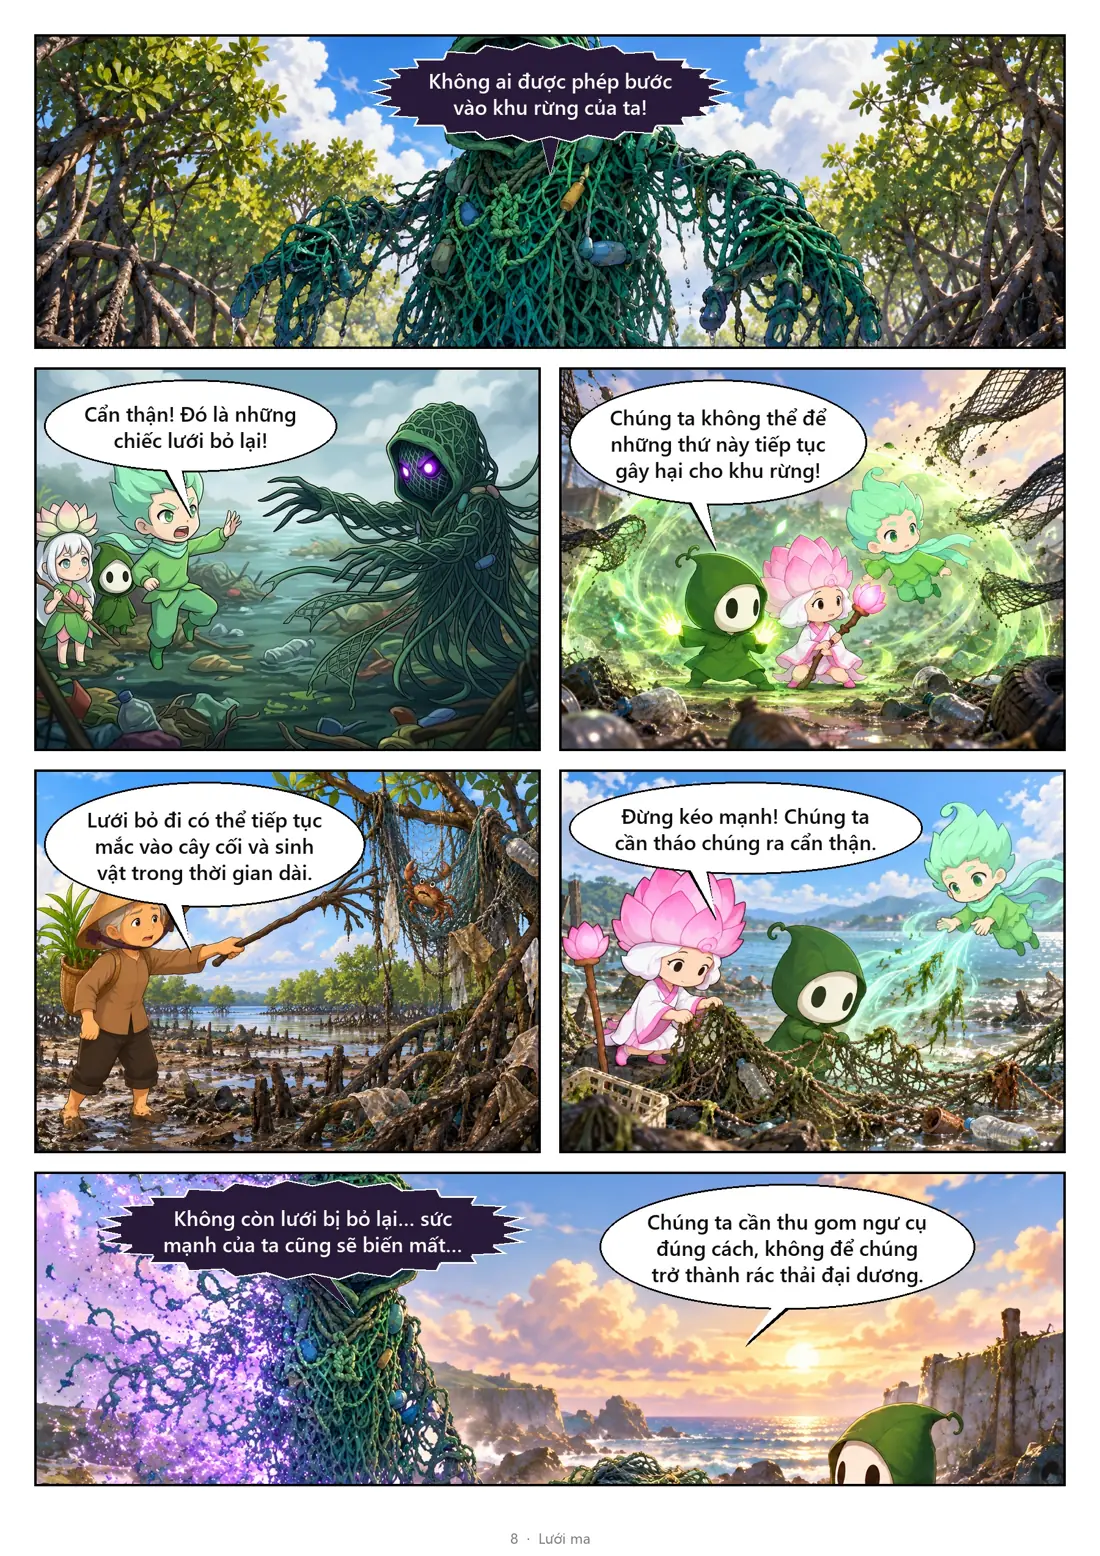 Không ai được phép bước
vào khu rừng của ta!
Cẩn thận! Đó là những
chiếc lưới bỏ lại!
Chúng ta không thể để
những thứ này tiếp tục
gây hại cho khu rừng!
Lưới bỏ đi có thể tiếp tục
mắc vào cây cối và sinh
vật trong thời gian dài.
Đừng kéo mạnh! Chúng ta
cần tháo chúng ra cẩn thận.
Không còn lưới bị bỏ lại... sức
mạnh của ta cũng sẽ biến mất...
Chúng ta cần thu gom ngư cụ
đúng cách, không để chúng
trở thành rác thải đại dương.
8 · Lưới ma